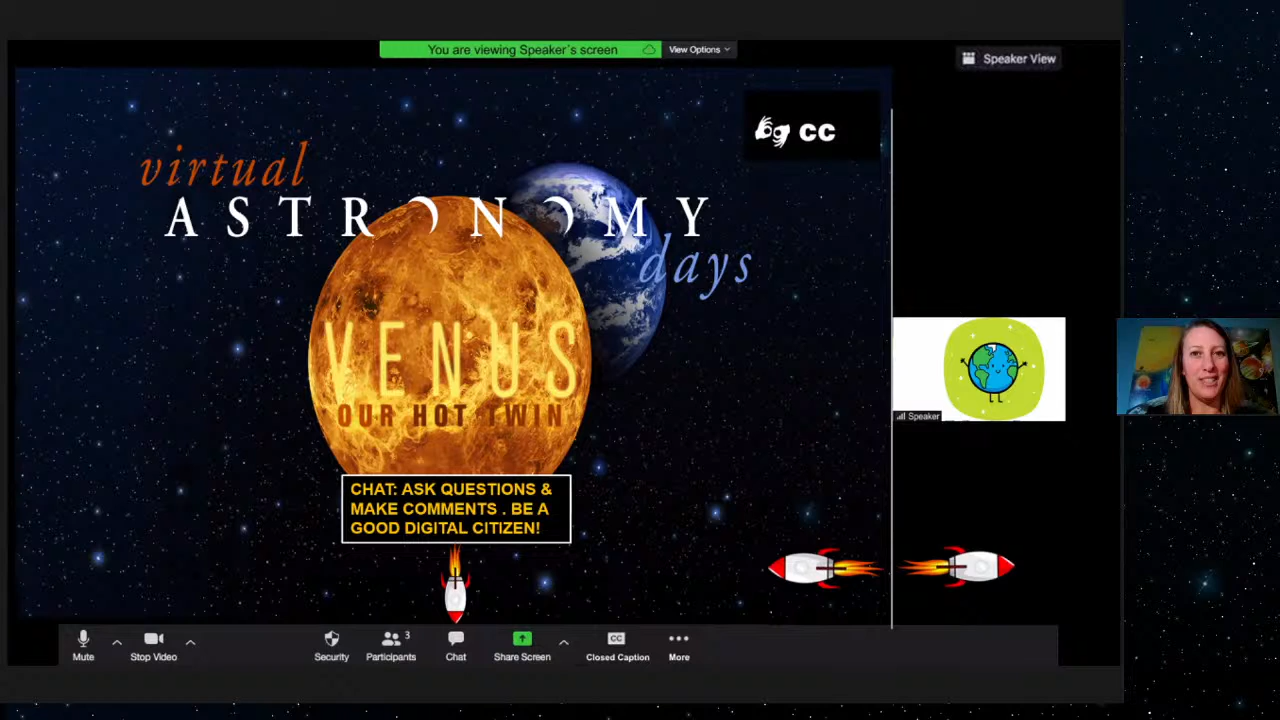 You are viewing Speaker's screen
View Options
Speaker View
CC
virtual
ASTRONOMY
days
VENUS
OUR HOT TWIN
Speaker
CHAT: ASK QUESTIONS &
MAKE COMMENTS . BE A
GOOD DIGITAL CITIZEN!
Mute
Stop Video
Security
3
Participants
Chat
Share Screen
CC
Closed Caption
More